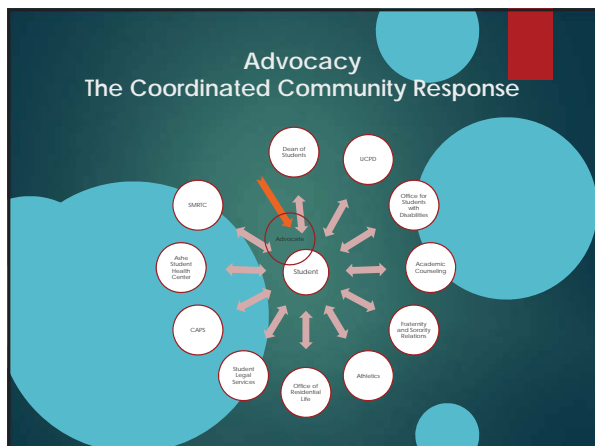 Advocacy
The Coordinated Community Response
Dean of
Students
UCPD
Office for
Students
with
Disabilities
Academic
Counseling
Fraternity
and Sorority
Relations
Athletics
Office of
Residential
Life
Student
Legal
Services
CAPS
Ashe
Student
Health
Center
SMRTC
Advocate
Student